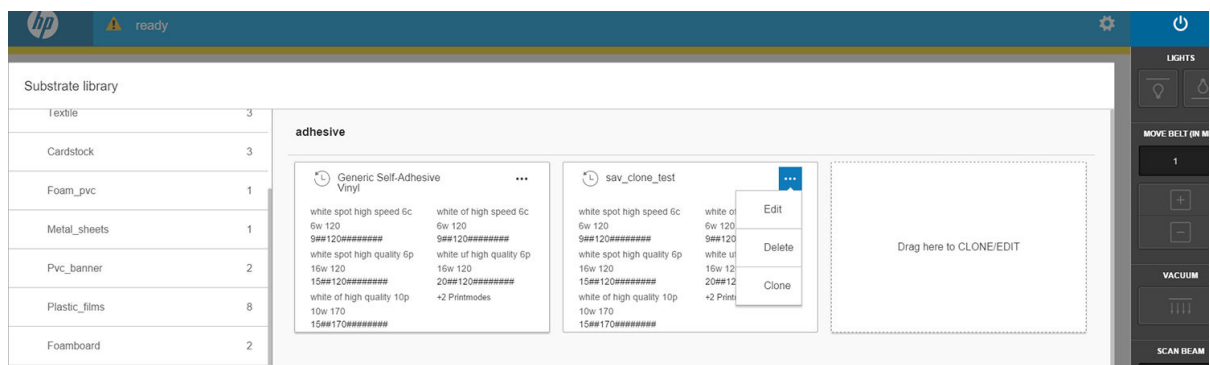 hp
ready
LIGHTS
Substrate library
Textile 3
Cardstock 3
Foam_pvc 1
Metal_sheets 1
Pvc_banner 2
Plastic_films 8
Foamboard 2
adhesive
Generic Self-Adhesive
Vinyl
...
white spot high speed 6c
6w 120
9##120########
white spot high quality 6p
16w 120
15##120########
white of high quality 10p
10w 170
15##170########
white of high speed 6c
6w 120
9##120########
white uf high quality 6p
16w 120
20##120########
+2 Printmodes
sav_clone_test
...
white spot high speed 6c
6w 120
9##120########
white spot high quality 6p
16w 120
15##120########
white of high quality 10p
10w 170
15##170########
white of
6w 120
9##120
white uf
16w 12
20##12
+2 Print
Edit
Delete
Clone
Drag here to CLONE/EDIT
MOVE BELT (IN M
1
+
−
VACUUM
SCAN BEAM